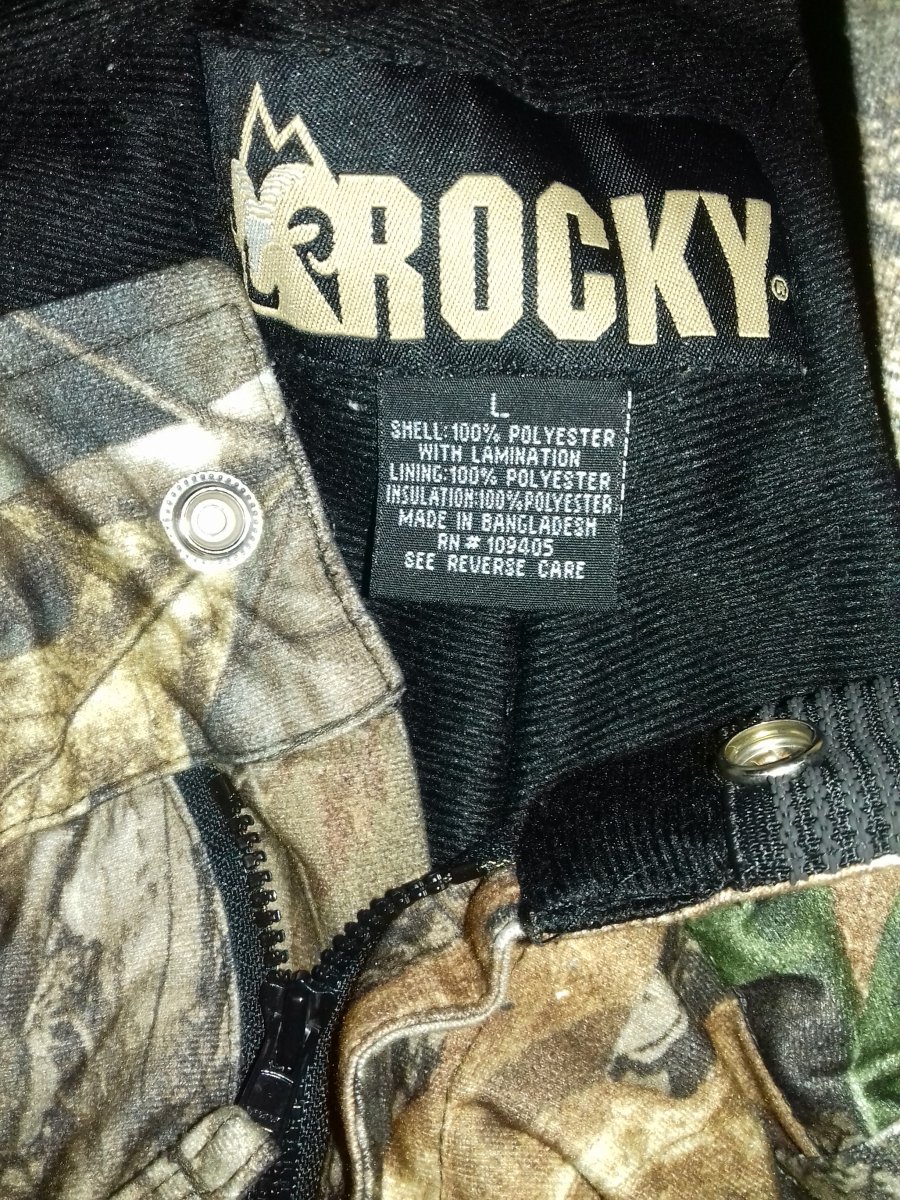 ROCKY®
L
SHELL:100% POLYESTER
WITH LAMINATION
LINING:100% POLYESTER
INSULATION:100%POLYESTER
MADE IN BANGLADESH
RN # 109405
SEE REVERSE CARE